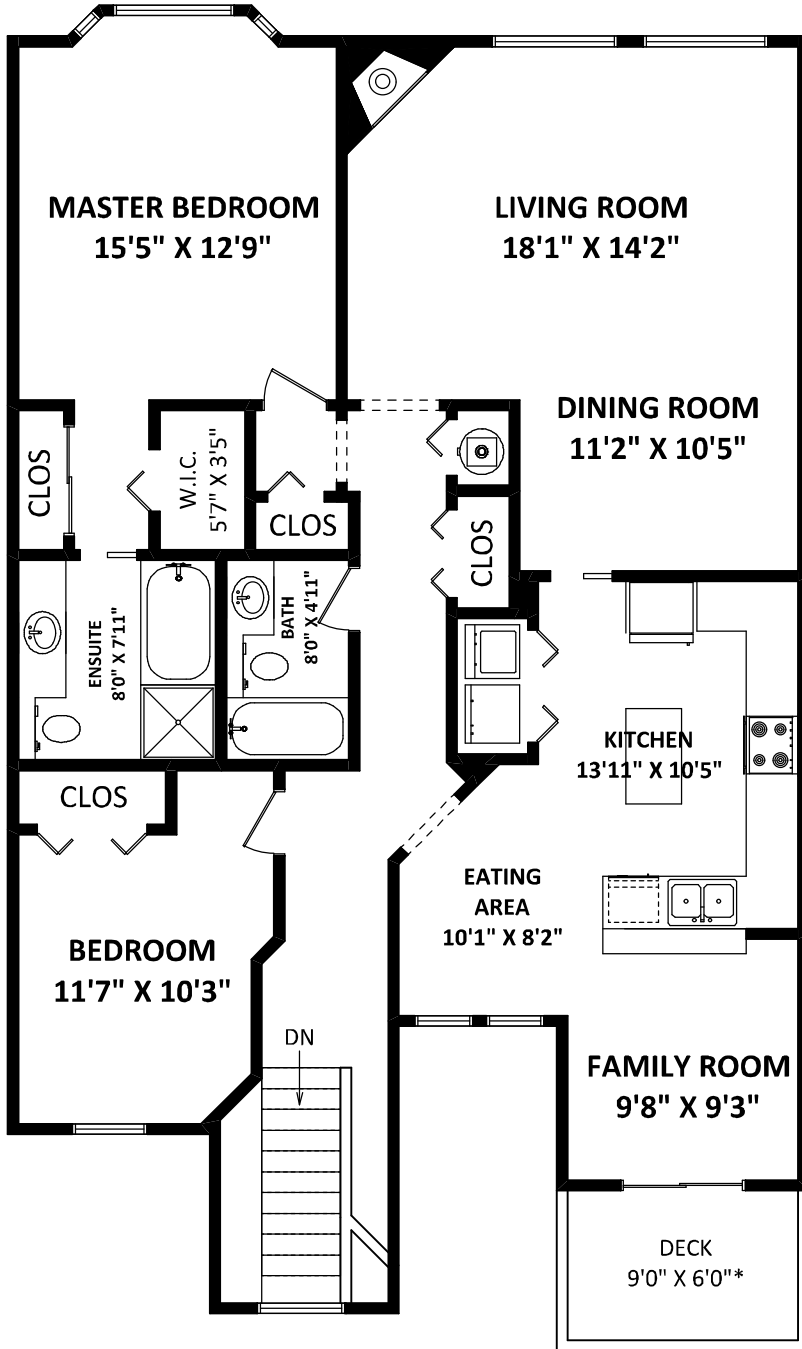 MASTER BEDROOM
15'5" X 12'9"
LIVING ROOM
18'1" X 14'2"
DINING ROOM
11'2" X 10'5"
CLOS
W.I.C.
5'7" X 3'5"
CLOS
CLOS
ENSUITE
8'0" X 7'11"
BATH
8'0" X 4'11"
KITCHEN
13'11" X 10'5"
CLOS
EATING
AREA
10'1" X 8'2"
BEDROOM
11'7" X 10'3"
DN
FAMILY ROOM
9'8" X 9'3"
DECK
9'0" X 6'0"*